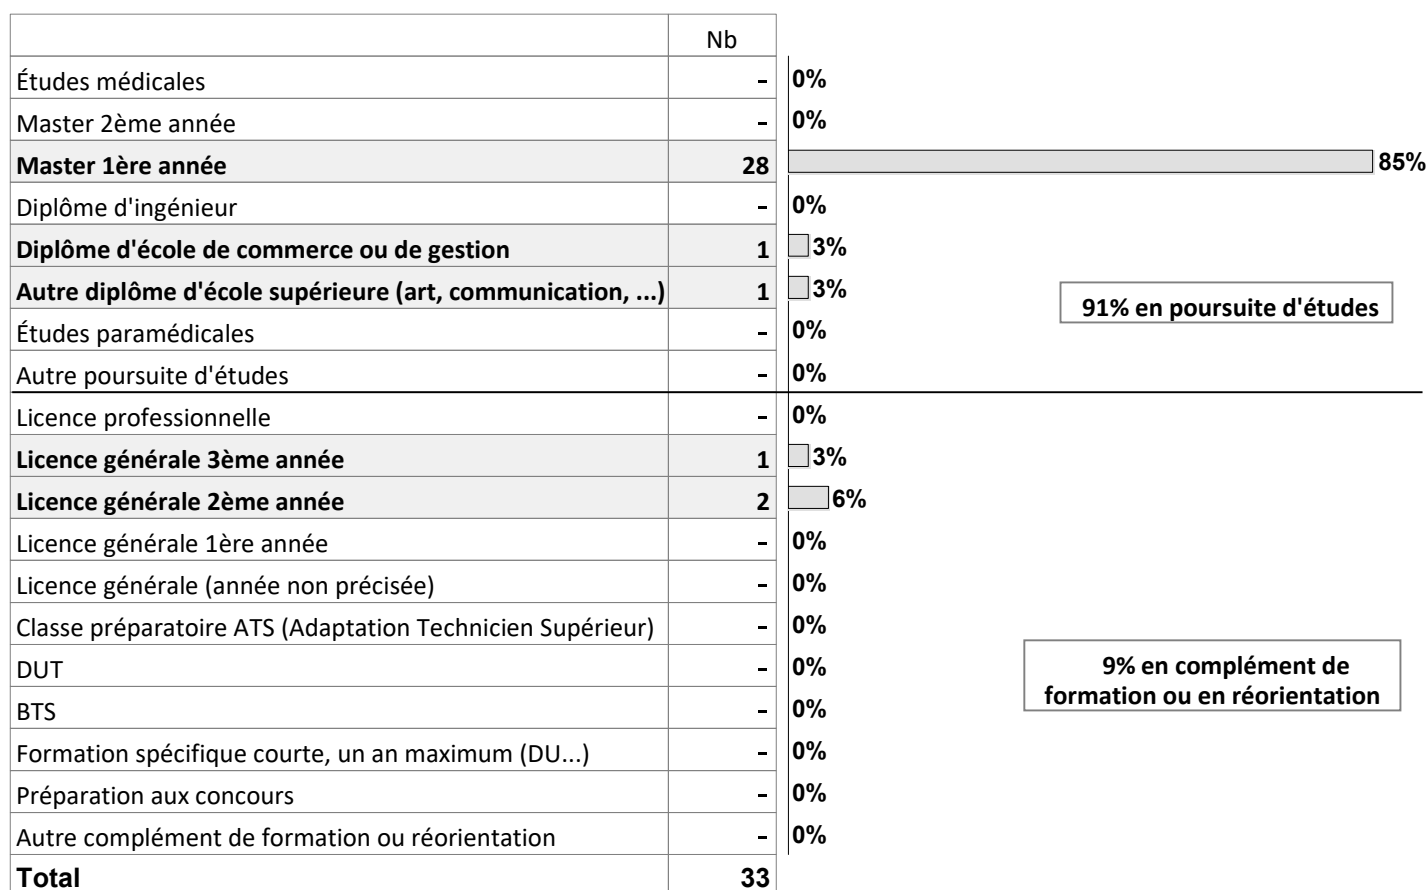 Nb
Études médicales - 0%
Master 2ème année - 0%
Master 1ère année 28 85%
Diplôme d'ingénieur - 0%
Diplôme d'école de commerce ou de gestion 1 3%
Autre diplôme d'école supérieure (art, communication, ...) 1 3%
91% en poursuite d'études
Études paramédicales - 0%
Autre poursuite d'études - 0%
Licence professionnelle - 0%
Licence générale 3ème année 1 3%
Licence générale 2ème année 2 6%
Licence générale 1ère année - 0%
Licence générale (année non précisée) - 0%
Classe préparatoire ATS (Adaptation Technicien Supérieur) - 0%
DUT - 0%
9% en complément de
formation ou en réorientation
BTS - 0%
Formation spécifique courte, un an maximum (DU...) - 0%
Préparation aux concours - 0%
Autre complément de formation ou réorientation - 0%
Total 33